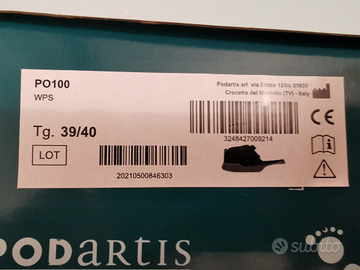 PO100
WPS
Podartis srl via Erizzo 123/c 31035
Crocetta del Montello (TV) - Italy
Tg. 39/40
3248427009214
LOT
20210500846303
PODARTIS
subito